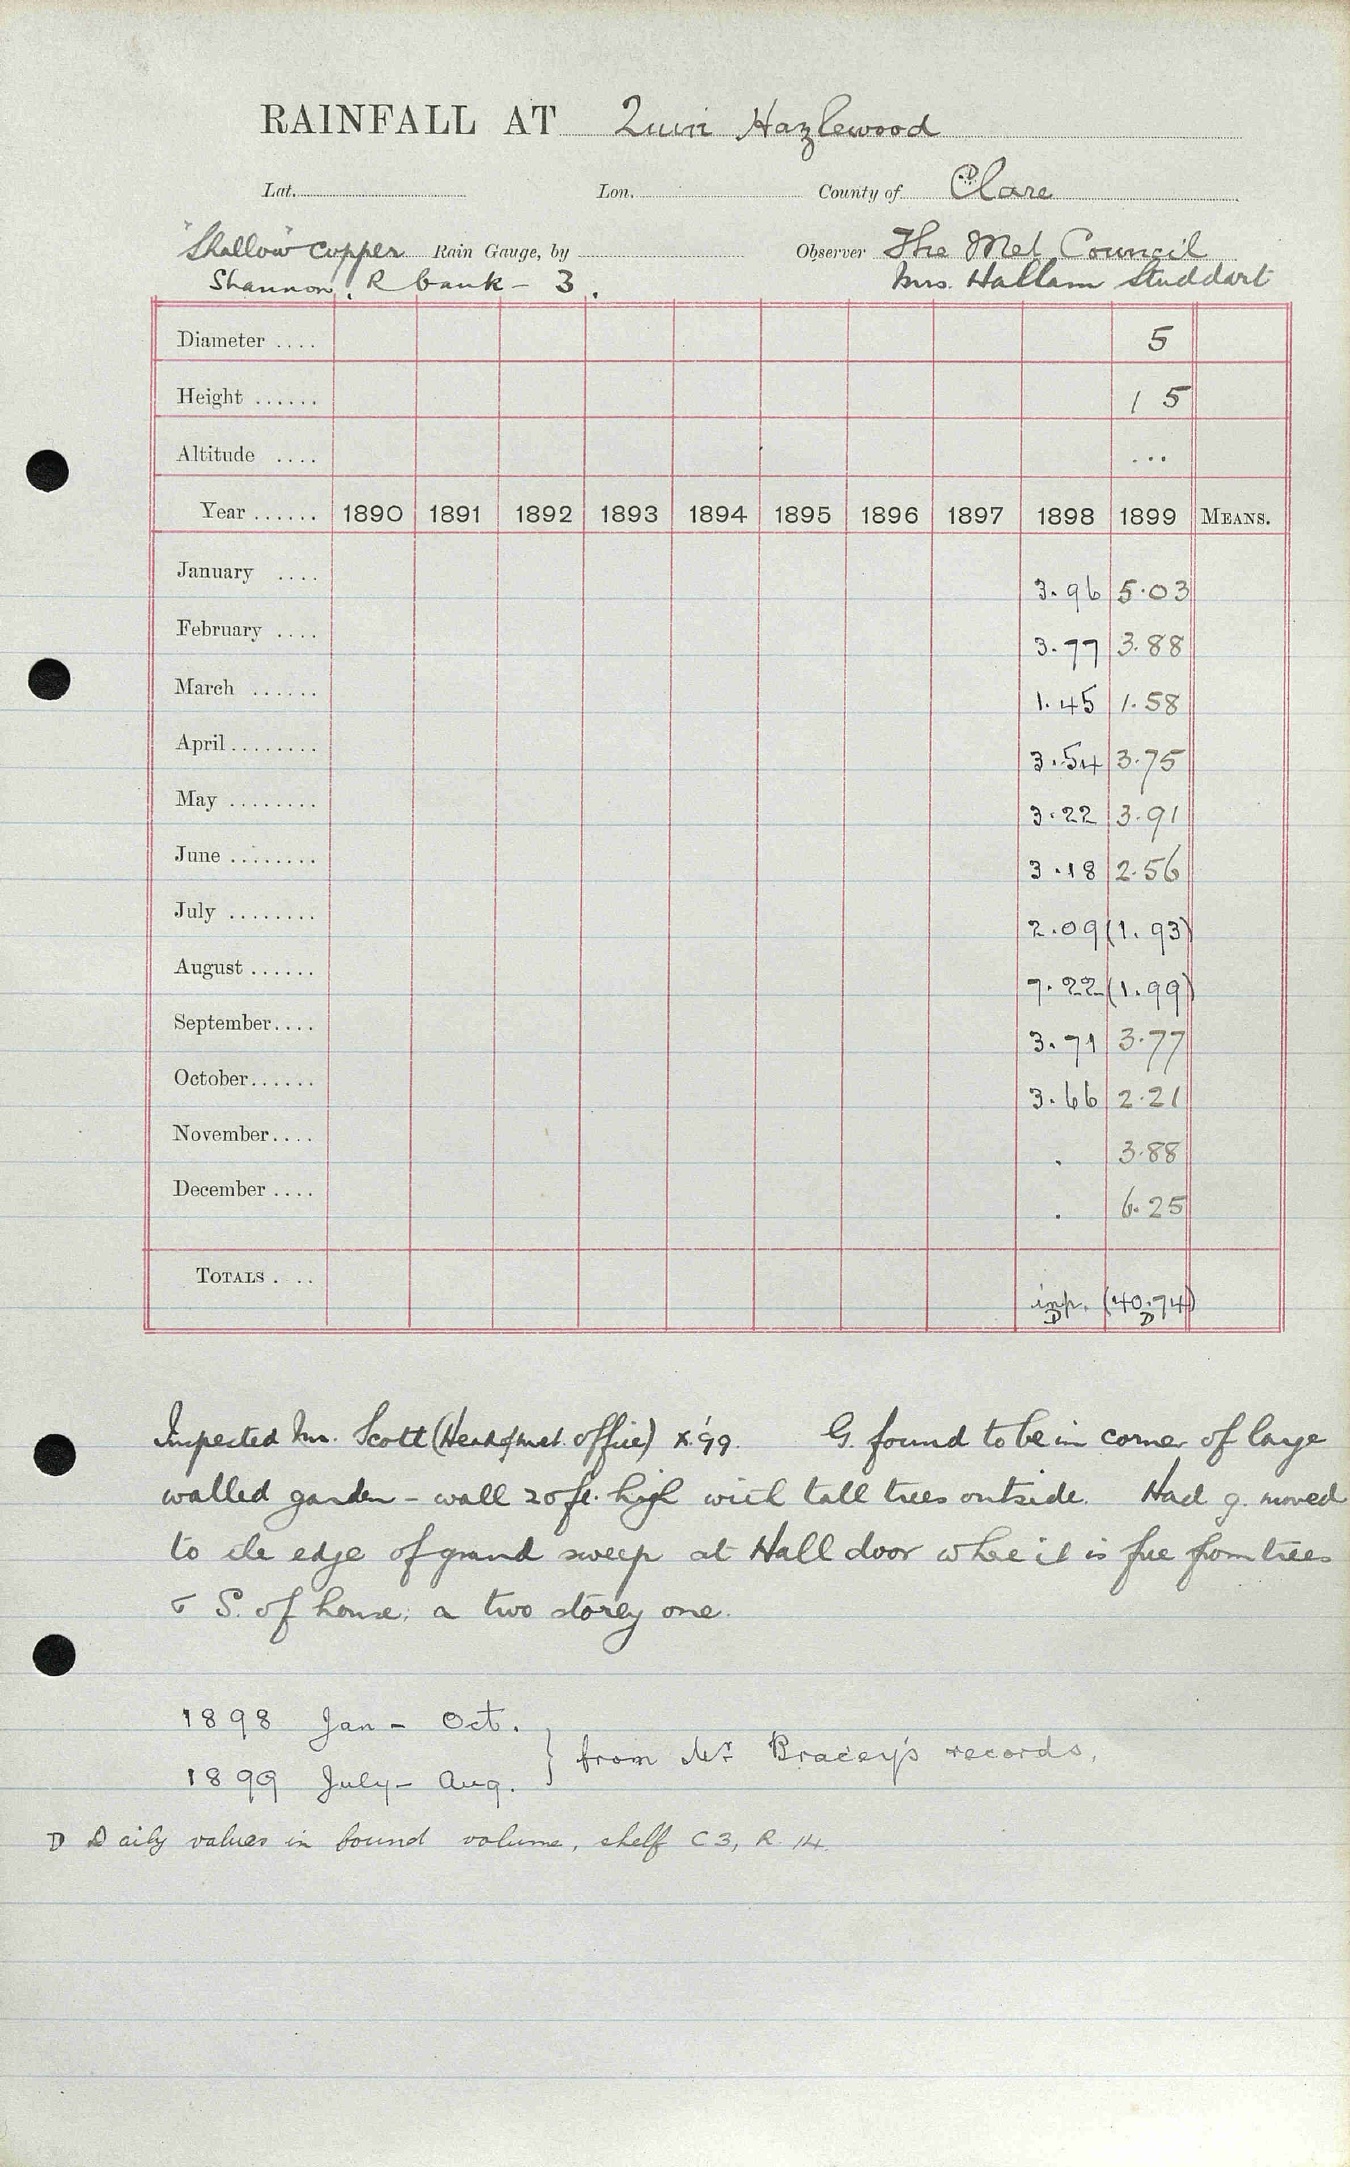 RAINFALL AT Quin Hazlewood
Lat. Lon. County of Clare
"Shallow" copper Rain Gauge, by Observer The Met Council
Shannon, R bank - 3. Mrs. Hallam Studdart
Diameter .... 5
Height ...... 1 5
Altitude .... ...
Year ...... 1890 1891 1892 1893 1894 1895 1896 1897 1898 1899 MEANS.
January .... 3.96 5.03
February .... 3.77 3.88
March ...... 1.45 1.58
April ........ 3.54 3.75
May ........ 3.22 3.91
June ........ 3.18 2.56
July ........ 2.09 (1.93)
August ...... 7.22 (1.99)
September .... 3.71 3.77
October ...... 3.66 2.21
November .... . 3.88
December .... . 6.25
TOTALS . .. inp. (40.74)
D D
Inspected Mr. Scott (Head of Met. Office) X.'99. G. found to be in corner of large
walled garden - wall 20 ft. high with tall trees outside. Had g. moved
to the edge of grand sweep at Hall door where it is free from trees
& S. of house; a two storey one.
1898 Jan - Oct. } from Mr Bracey's records.
1899 July - Aug.
D Daily values in bound volume, shelf C3, R. 14.